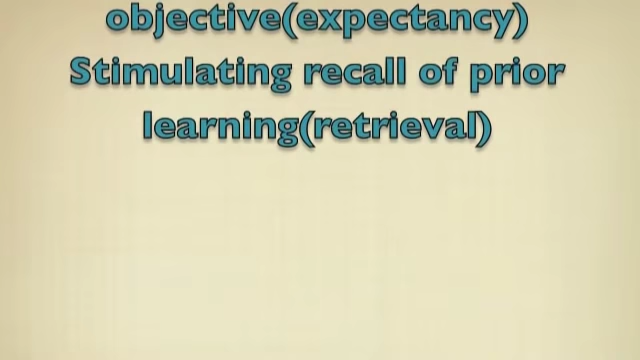 objective(expectancy)
Stimulating recall of prior
learning(retrieval)